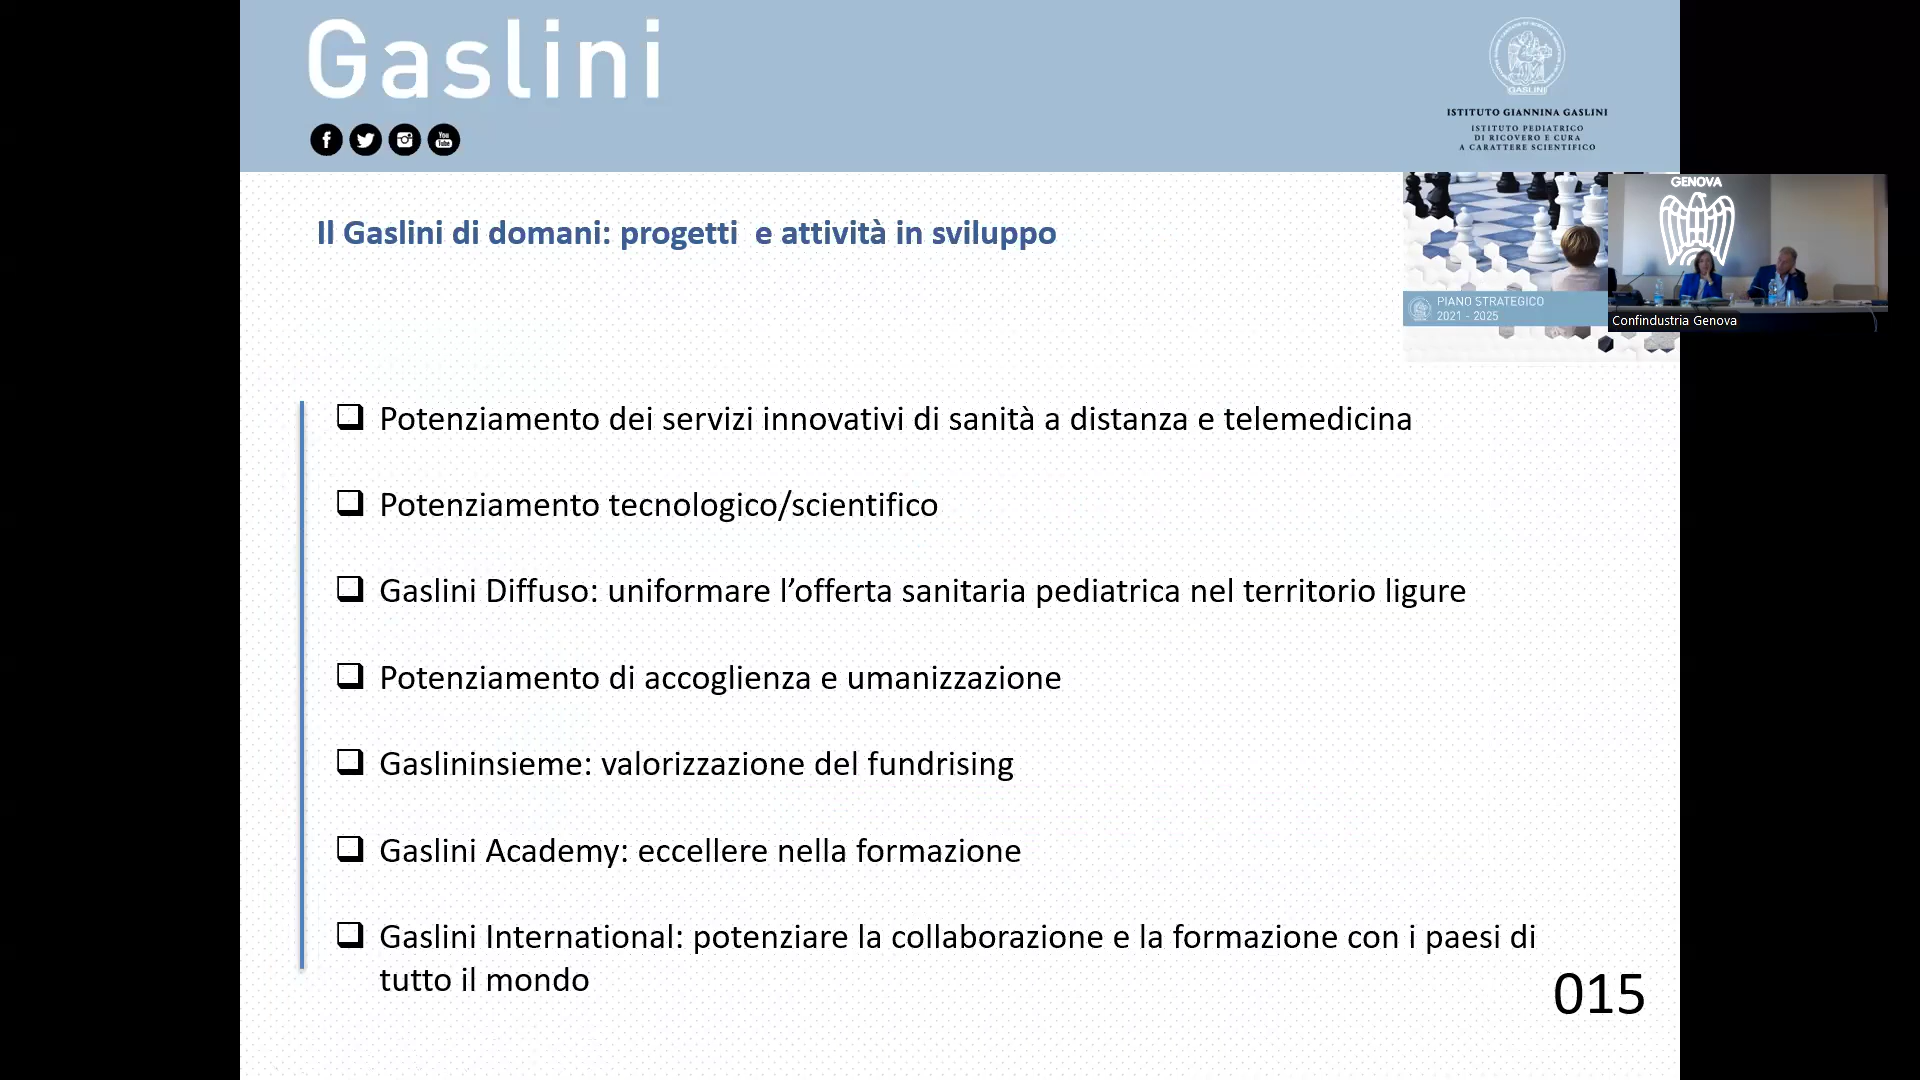 Gaslini
f
You
Tube
GASLINI
ISTITUTO GIANNINA GASLINI
ISTITUTO PEDIATRICO
DI RICOVERO E CURA
A CARATTERE SCIENTIFICO
Il Gaslini di domani: progetti  e attività in sviluppo
PIANO STRATEGICO
2021 - 2025
GENOVA
Confindustria Genova
Potenziamento dei servizi innovativi di sanità a distanza e telemedicina
Potenziamento tecnologico/scientifico
Gaslini Diffuso: uniformare l’offerta sanitaria pediatrica nel territorio ligure
Potenziamento di accoglienza e umanizzazione
Gaslininsieme: valorizzazione del fundrising
Gaslini Academy: eccellere nella formazione
Gaslini International: potenziare la collaborazione e la formazione con i paesi di
tutto il mondo
015